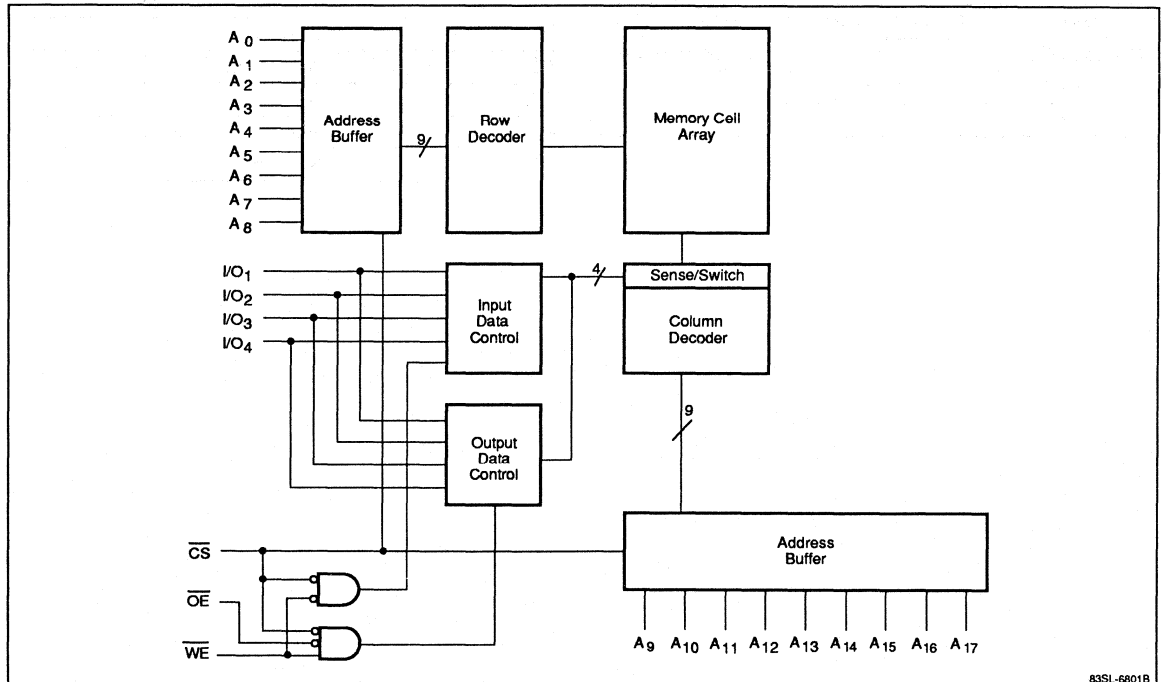 A0
A1
A2
A3
A4
A5
A6
A7
A8
Address
Buffer
9
Row
Decoder
Memory Cell
Array
I/O1
I/O2
I/O3
I/O4
Input
Data
Control
4
Sense/Switch
Column
Decoder
9
Output
Data
Control
CS
OE
WE
Address
Buffer
A9 A10 A11 A12 A13 A14 A15 A16 A17
83SL-6801B